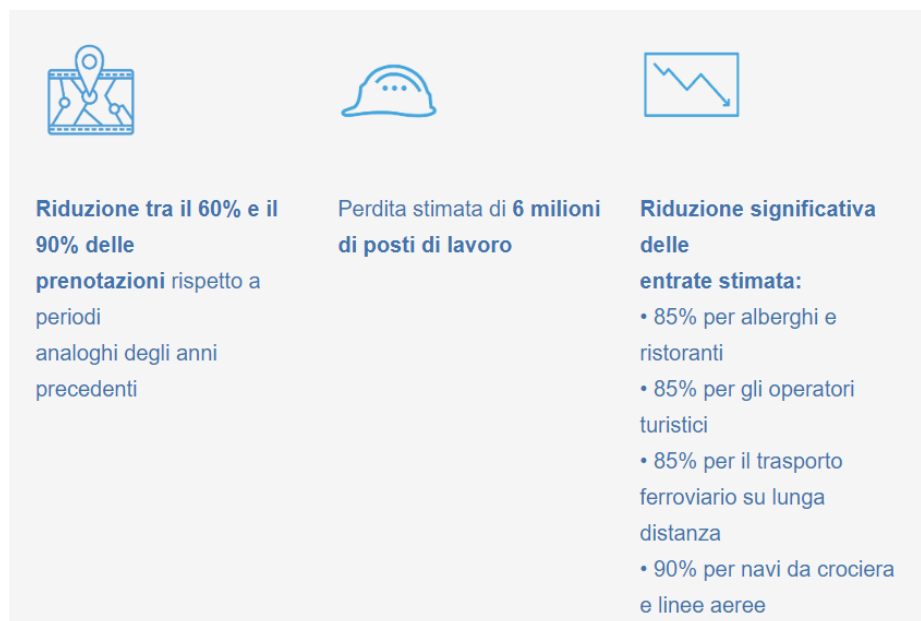 Riduzione tra il 60% e il
90% delle
prenotazioni rispetto a
periodi
analoghi degli anni
precedenti
Perdita stimata di 6 milioni
di posti di lavoro
Riduzione significativa
delle
entrate stimata:
• 85% per alberghi e
ristoranti
• 85% per gli operatori
turistici
• 85% per il trasporto
ferroviario su lunga
distanza
• 90% per navi da crociera
e linee aeree